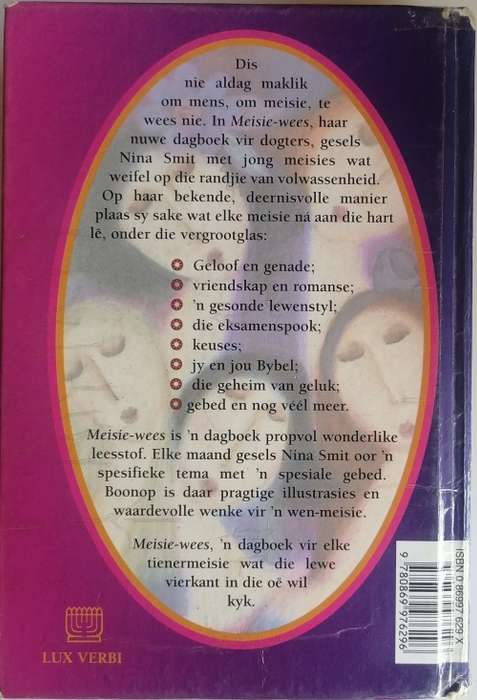 Dis
nie aldag maklik
om mens, om meisie, te
wees nie. In Meisie-wees, haar
nuwe dagboek vir dogters, gesels
Nina Smit met jong meisies wat
weifel op die randjie van volwassenheid.
Op haar bekende, deernisvolle manier
plaas sy sake wat elke meisie ná aan die hart
lê, onder die vergrootglas:
Geloof en genade;
vriendskap en romanse;
'n gesonde lewenstyl;
die eksamenspook;
keuses;
jy en jou Bybel;
die geheim van geluk;
gebed en nog véél meer.
Meisie-wees is 'n dagboek propvol wonderlike
leesstof. Elke maand gesels Nina Smit oor 'n
spesifieke tema met 'n spesiale gebed.
Boonop is daar pragtige illustrasies en
waardevolle wenke vir 'n wen-meisie.
Meisie-wees, 'n dagboek vir elke
tienermeisie wat die lewe
vierkant in die oë wil
kyk.
LUX VERBI
ISBN 0 86997 629 X
9 780869 976296